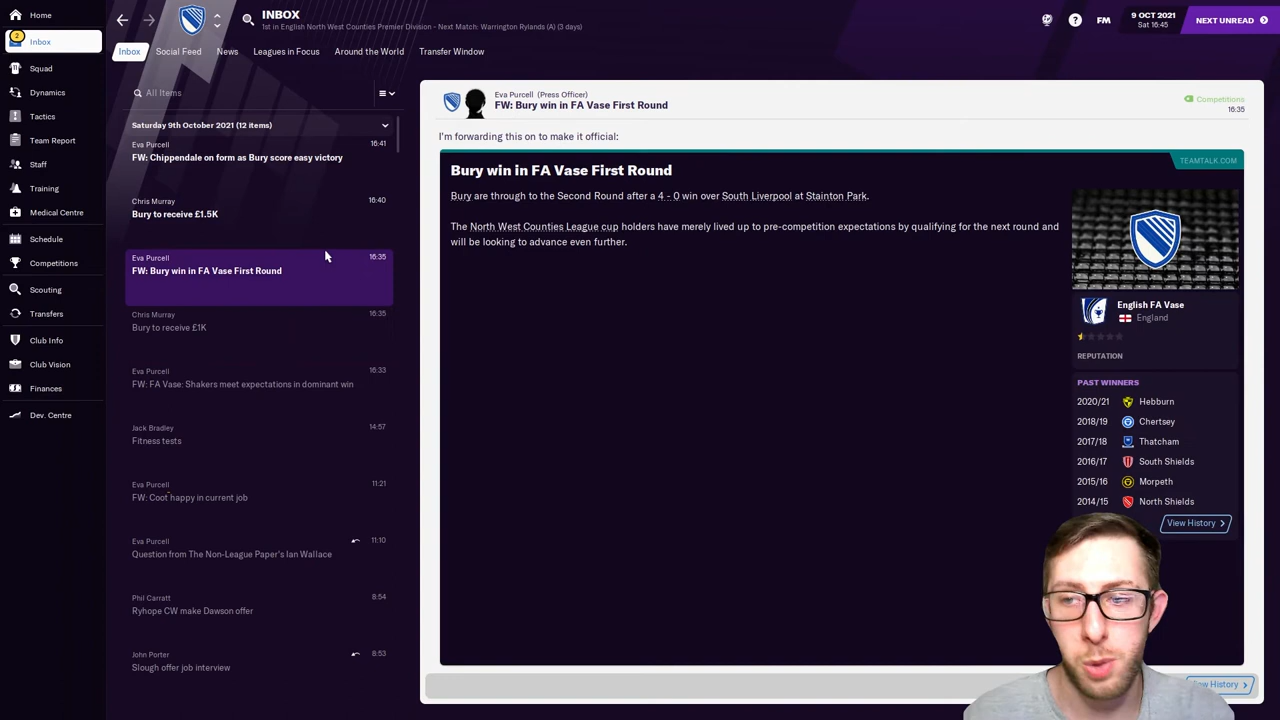 Home
2
Inbox
Squad
Dynamics
Tactics
Team Report
Staff
Training
Medical Centre
Schedule
Competitions
Scouting
Transfers
Club Info
Club Vision
Finances
Dev. Centre
INBOX
1st in English North West Counties Premier Division - Next Match: Warrington Rylands (A) (3 days)
?
FM
9 OCT 2021
Sat 16:45
NEXT UNREAD
Inbox
Social Feed
News
Leagues in Focus
Around the World
Transfer Window
All Items
Saturday 9th October 2021 (12 items)
Eva Purcell 16:41
FW: Chippendale on form as Bury score easy victory
Chris Murray 16:40
Bury to receive £1.5K
Eva Purcell 16:35
FW: Bury win in FA Vase First Round
Chris Murray 16:35
Bury to receive £1K
Eva Purcell 16:33
FW: FA Vase: Shakers meet expectations in dominant win
Jack Bradley 14:57
Fitness tests
Eva Purcell 11:21
FW: Coot happy in current job
Eva Purcell 11:10
Question from The Non-League Paper's Ian Wallace
Phil Carratt 8:54
Ryhope CW make Dawson offer
John Porter 8:53
Slough offer job interview
Eva Purcell (Press Officer)
FW: Bury win in FA Vase First Round
Competitions
16:35
I'm forwarding this on to make it official:
TEAMTALK.COM
Bury win in FA Vase First Round
Bury are through to the Second Round after a 4 - 0 win over South Liverpool at Stainton Park.
The North West Counties League cup holders have merely lived up to pre-competition expectations by qualifying for the next round and
will be looking to advance even further.
English FA Vase
England
REPUTATION
PAST WINNERS
2020/21 Hebburn
2018/19 Chertsey
2017/18 Thatcham
2016/17 South Shields
2015/16 Morpeth
2014/15 North Shields
View History
View History